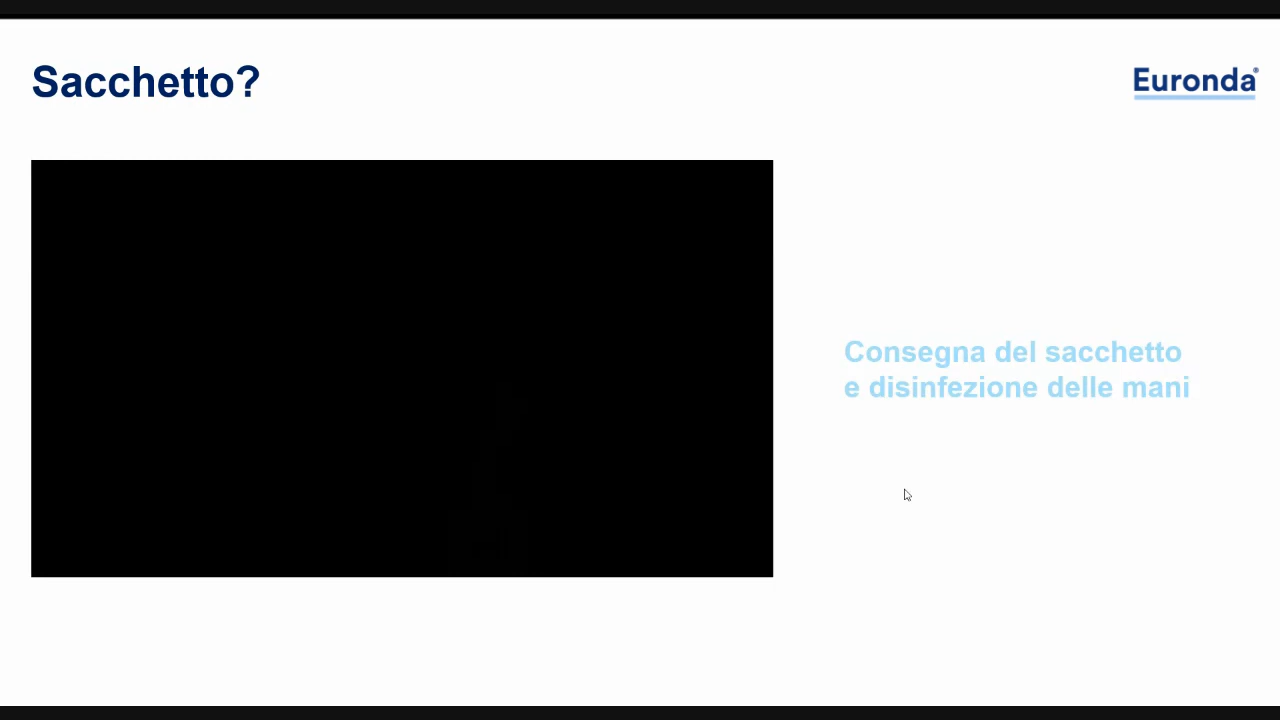 Sacchetto?
Euronda®
Consegna del sacchetto
e disinfezione delle mani